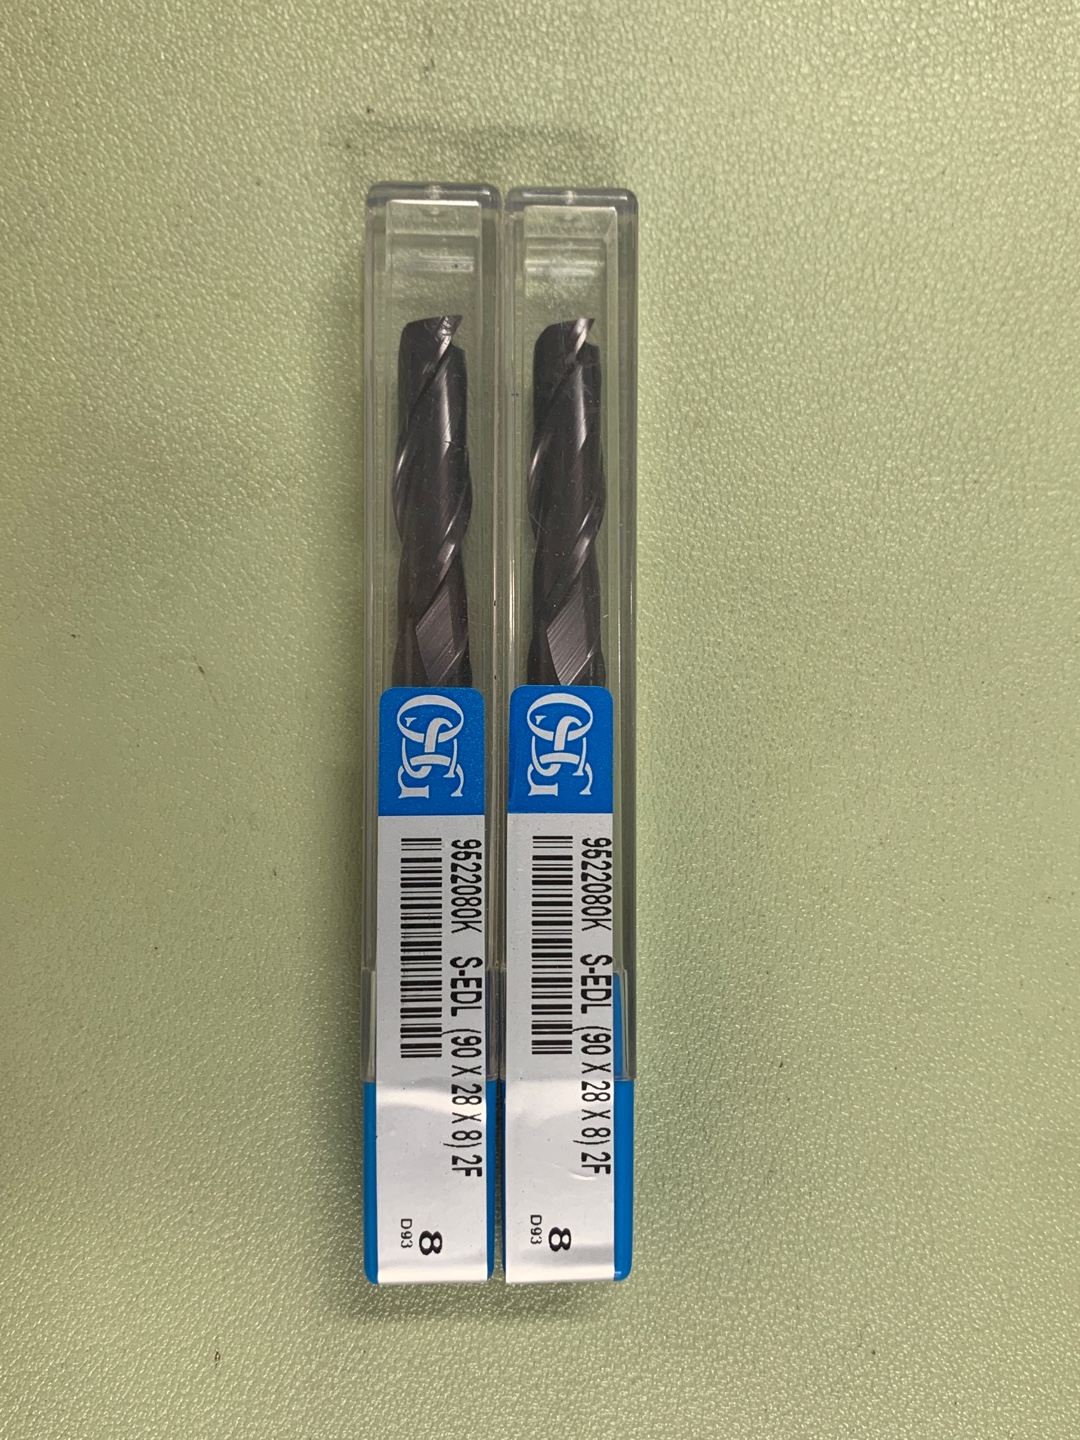 OSG
9522080K S-EDL (90 X 28 X 8) 2F
8
D93
OSG
9522080K S-EDL (90 X 28 X 8) 2F
8
D93